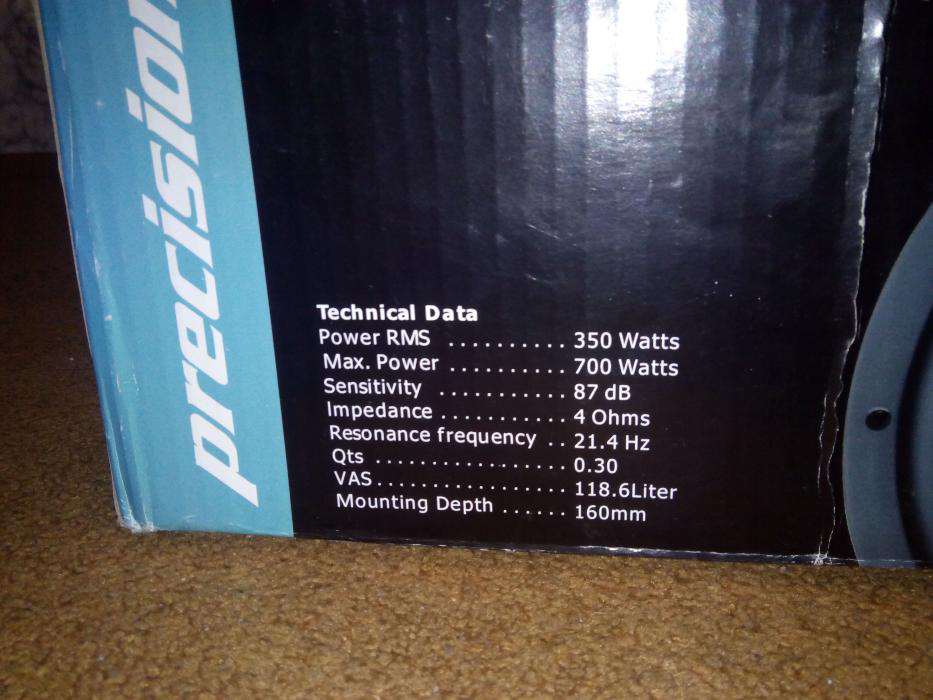 precision
Technical Data
Power RMS .......... 350 Watts
Max. Power .......... 700 Watts
Sensitivity ........... 87 dB
Impedance ........... 4 Ohms
Resonance frequency .. 21.4 Hz
Qts ................. 0.30
VAS ................. 118.6Liter
Mounting Depth ...... 160mm